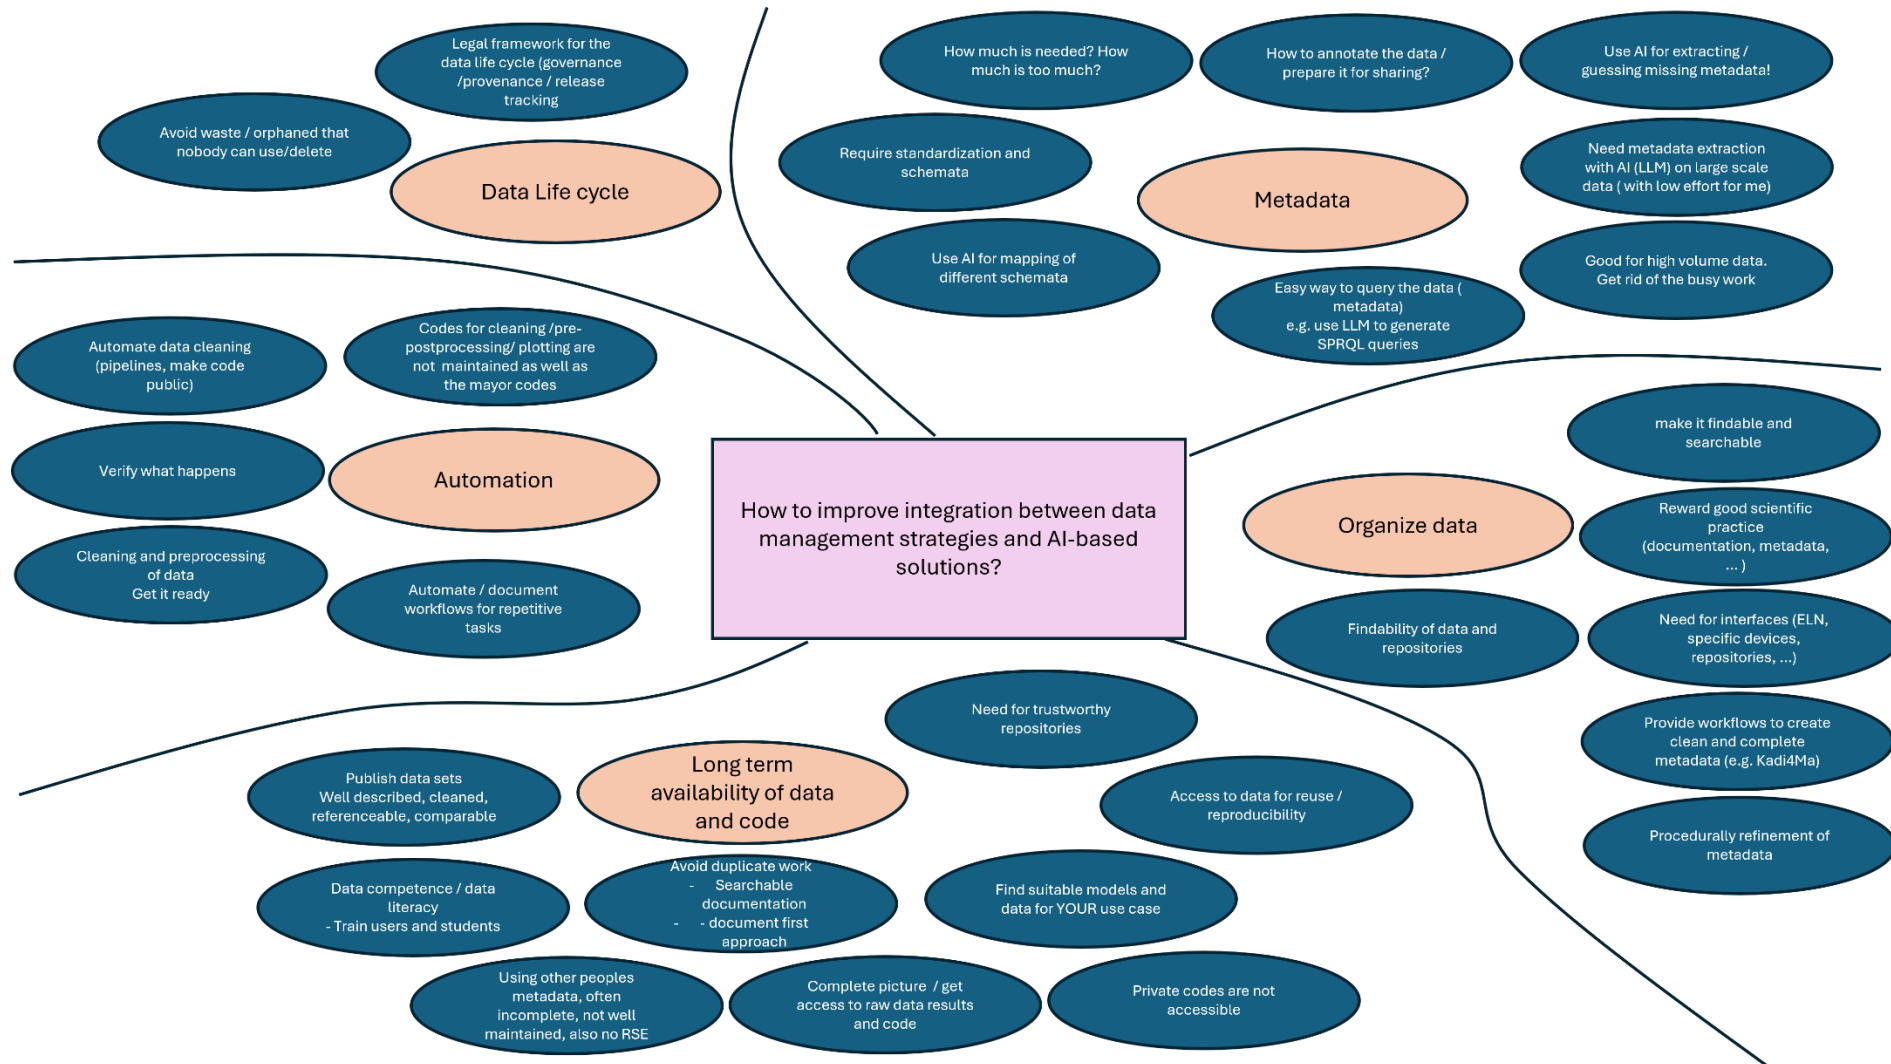 Legal framework for the
data life cycle (governance
/provenance / release
tracking
Avoid waste / orphaned that
nobody can use/delete
Data Life cycle
How much is needed? How
much is too much?
How to annotate the data /
prepare it for sharing?
Use AI for extracting /
guessing missing metadata!
Require standardization and
schemata
Need metadata extraction
with AI (LLM) on large scale
data ( with low effort for me)
Metadata
Use AI for mapping of
different schemata
Good for high volume data.
Get rid of the busy work
Easy way to query the data (
metadata)
e.g. use LLM to generate
SPRQL queries
Automate data cleaning
(pipelines, make code
public)
Codes for cleaning /pre-
postprocessing/ plotting are
not  maintained as well as
the mayor codes
Verify what happens
Automation
Cleaning and preprocessing
of data
Get it ready
Automate / document
workflows for repetitive
tasks
How to improve integration between data
management strategies and AI-based
solutions?
make it findable and
searchable
Organize data
Reward good scientific
practice
(documentation, metadata,
... )
Findability of data and
repositories
Need for interfaces (ELN,
specific devices,
repositories, ...)
Provide workflows to create
clean and complete
metadata (e.g. Kadi4Ma)
Procedurally refinement of
metadata
Need for trustworthy
repositories
Long term
availability of data
and code
Publish data sets
Well described, cleaned,
referenceable, comparable
Access to data for reuse /
reproducibility
Data competence / data
literacy
- Train users and students
Avoid duplicate work
- Searchable
documentation
- - document first
approach
Find suitable models and
data for YOUR use case
Using other peoples
metadata, often
incomplete, not well
maintained, also no RSE
Complete picture  / get
access to raw data results
and code
Private codes are not
accessible